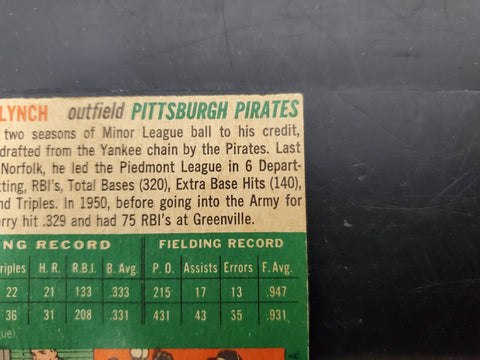 LYNCH outfield PITTSBURGH PIRATES
two seasons of Minor League ball to his credit,
drafted from the Yankee chain by the Pirates. Last
Norfolk, he led the Piedmont League in 6 Depart-
tting, RBI's, Total Bases (320), Extra Base Hits (140),
nd Triples. In 1950, before going into the Army for
erry hit .329 and had 75 RBI's at Greenville.
NG RECORD FIELDING RECORD
riples H. R. R.B.I. B. Avg. P. O. Assists Errors F. Avg.
22 21 133 .333 215 17 13 .947
36 31 208 .331 431 43 35 .931
gue).